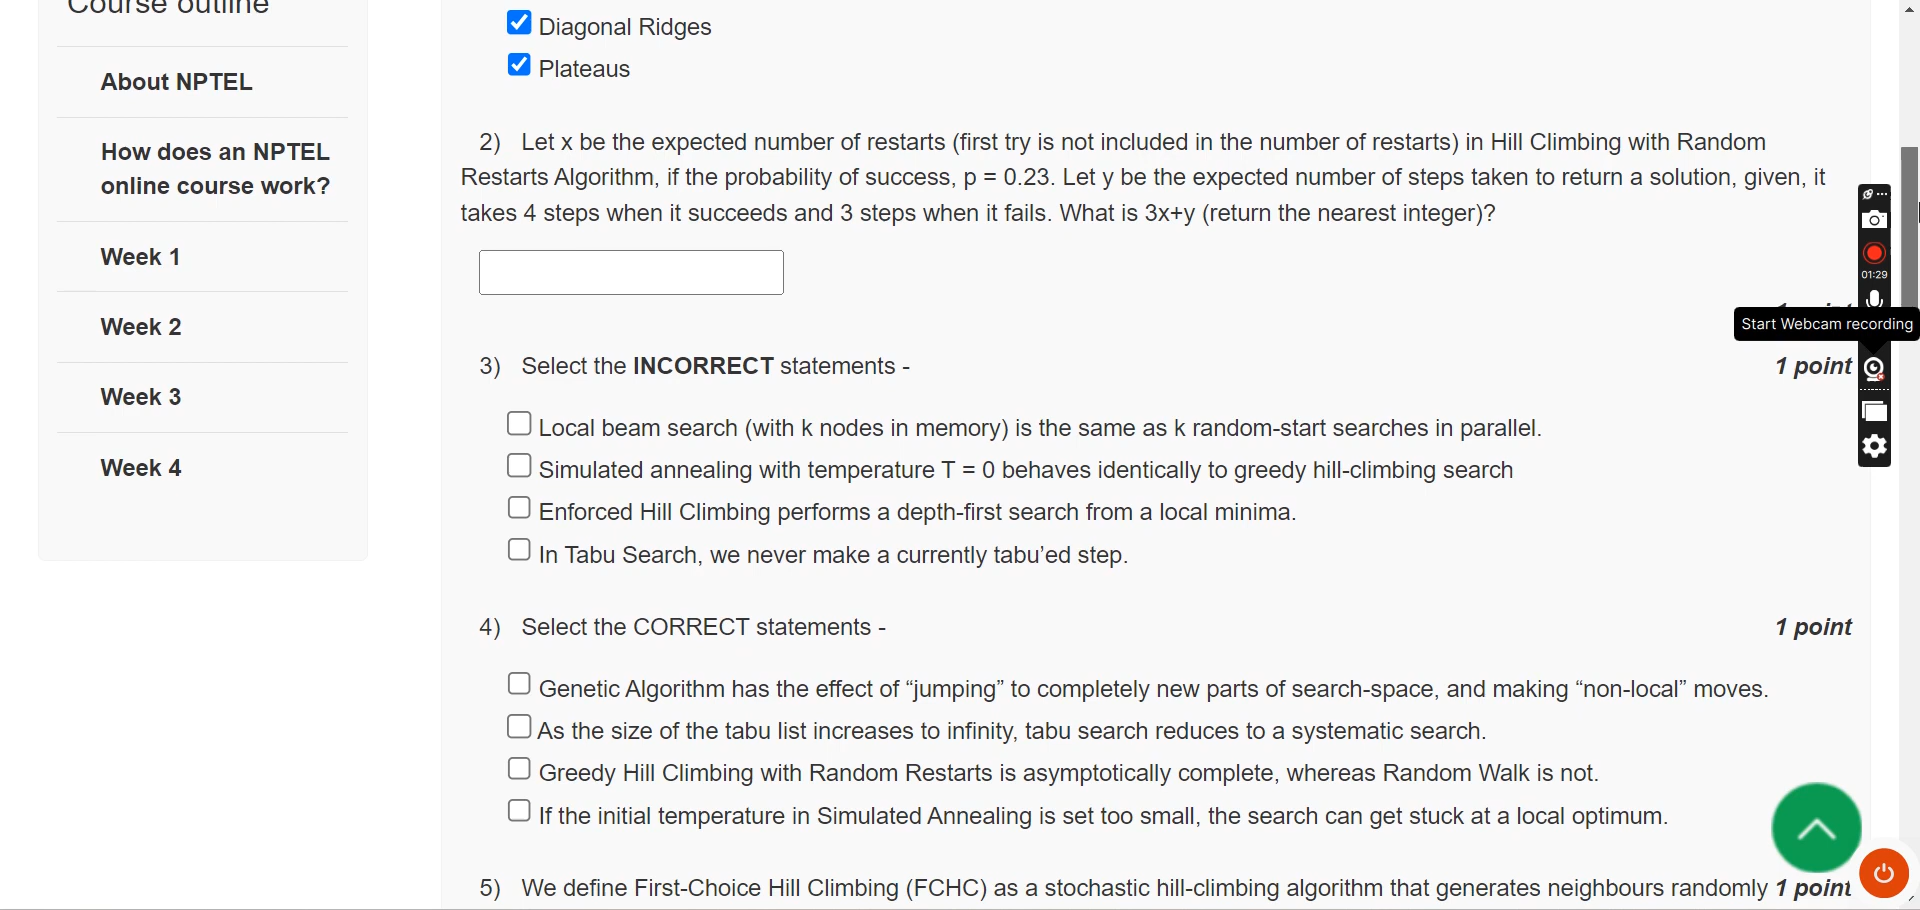 Course outline
About NPTEL
How does an NPTEL
online course work?
Week 1
Week 2
Week 3
Week 4
Diagonal Ridges
Plateaus
2) Let x be the expected number of restarts (first try is not included in the number of restarts) in Hill Climbing with Random
Restarts Algorithm, if the probability of success, p = 0.23. Let y be the expected number of steps taken to return a solution, given, it
takes 4 steps when it succeeds and 3 steps when it fails. What is 3x+y (return the nearest integer)?
3) Select the INCORRECT statements - 1 point
Local beam search (with k nodes in memory) is the same as k random-start searches in parallel.
Simulated annealing with temperature T = 0 behaves identically to greedy hill-climbing search
Enforced Hill Climbing performs a depth-first search from a local minima.
In Tabu Search, we never make a currently tabu’ed step.
4) Select the CORRECT statements - 1 point
Genetic Algorithm has the effect of “jumping” to completely new parts of search-space, and making “non-local” moves.
As the size of the tabu list increases to infinity, tabu search reduces to a systematic search.
Greedy Hill Climbing with Random Restarts is asymptotically complete, whereas Random Walk is not.
If the initial temperature in Simulated Annealing is set too small, the search can get stuck at a local optimum.
5) We define First-Choice Hill Climbing (FCHC) as a stochastic hill-climbing algorithm that generates neighbours randomly 1 point
01:29
Start Webcam recording